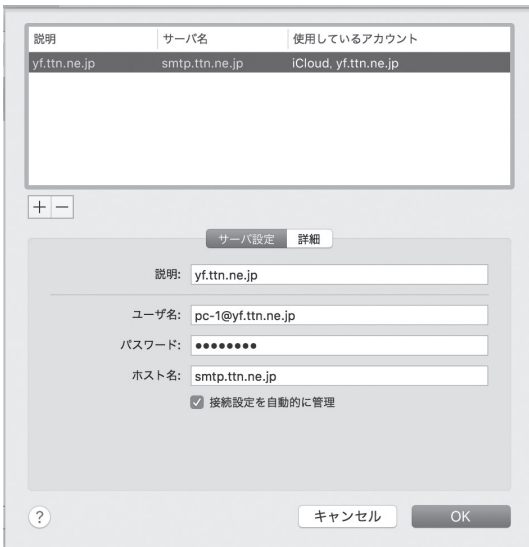 説明 サーバ名 使用しているアカウント
yf.ttn.ne.jp smtp.ttn.ne.jp iCloud, yf.ttn.ne.jp
+ −
サーバ設定 詳細
説明: yf.ttn.ne.jp
ユーザ名: pc-1@yf.ttn.ne.jp
パスワード: ●●●●●●●●
ホスト名: smtp.ttn.ne.jp
✓ 接続設定を自動的に管理
? キャンセル OK